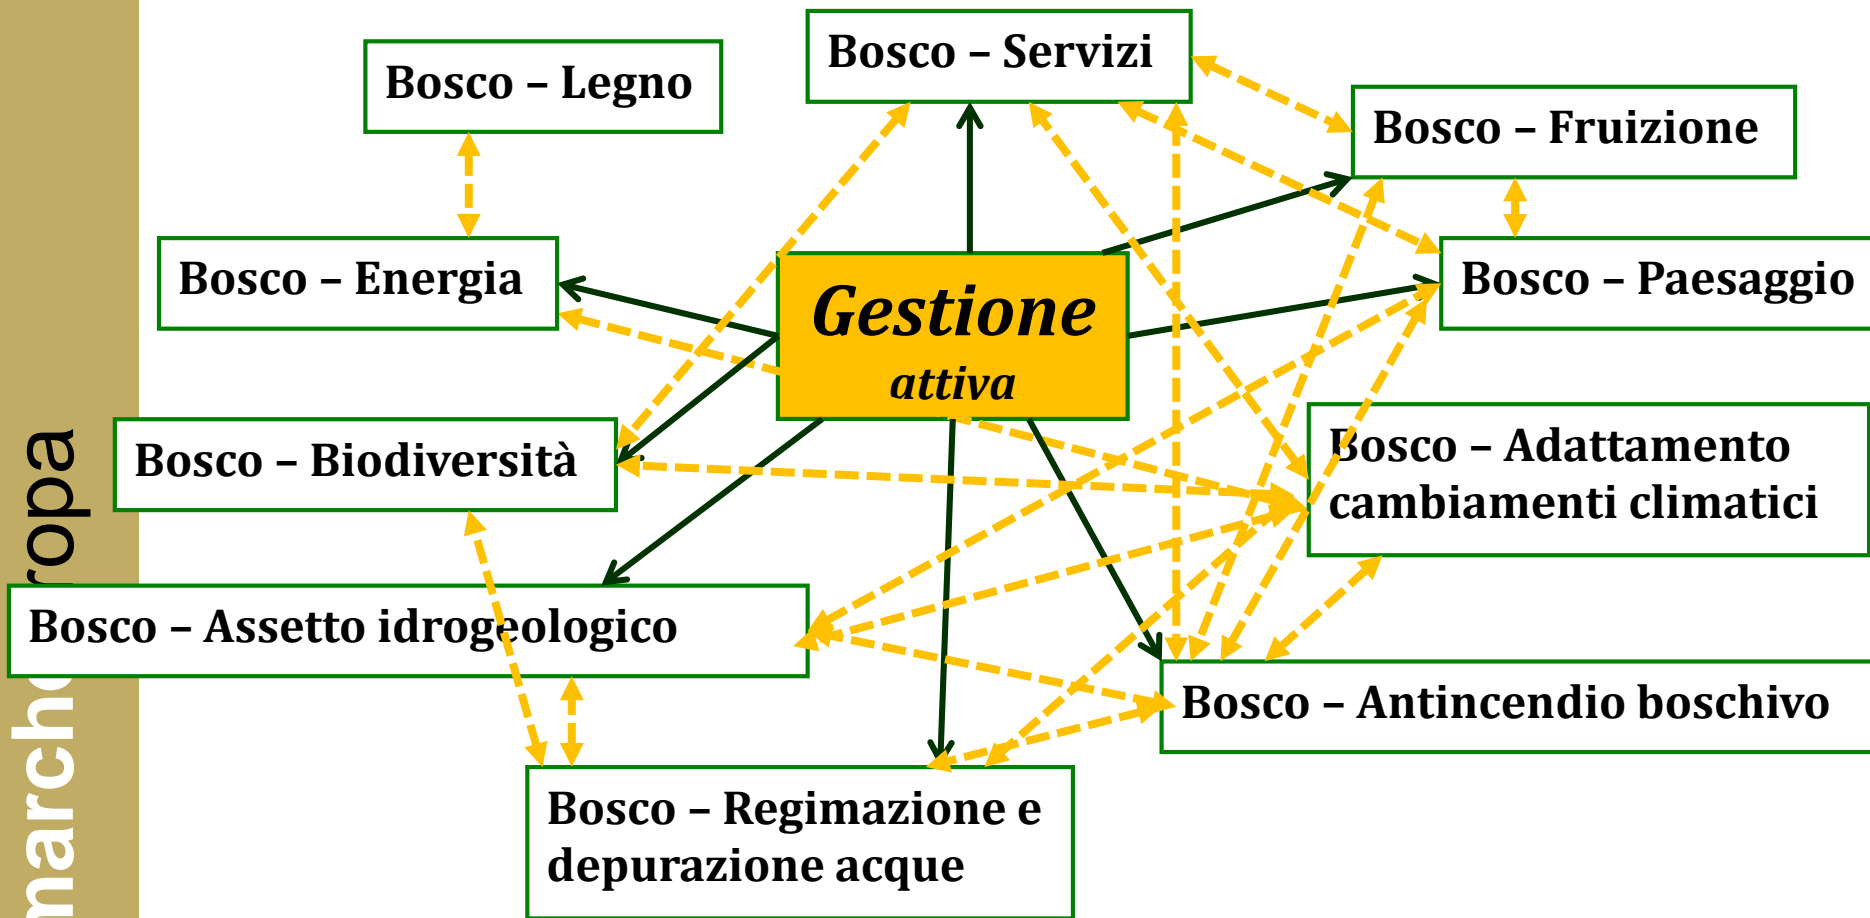 Bosco – Servizi
Bosco – Legno
Bosco – Fruizione
Bosco – Energia
Bosco – Paesaggio
Gestione
attiva
Bosco – Biodiversità
Bosco – Adattamento
cambiamenti climatici
Bosco – Assetto idrogeologico
Bosco – Antincendio boschivo
Bosco – Regimazione e
depurazione acque